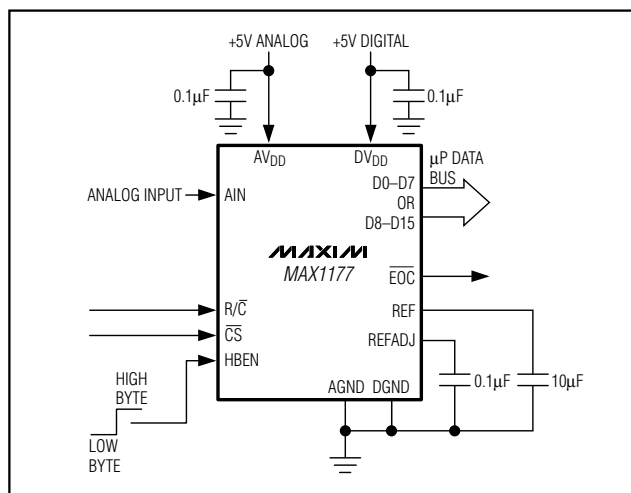 +5V ANALOG
+5V DIGITAL
0.1µF
0.1µF
AVDD
DVDD
µP DATA
BUS
D0–D7
OR
D8–D15
ANALOG INPUT
AIN
MAXIM
MAX1177
EOC
R/C
REF
CS
REFADJ
HBEN
HIGH
BYTE
0.1µF
10µF
AGND
DGND
LOW
BYTE